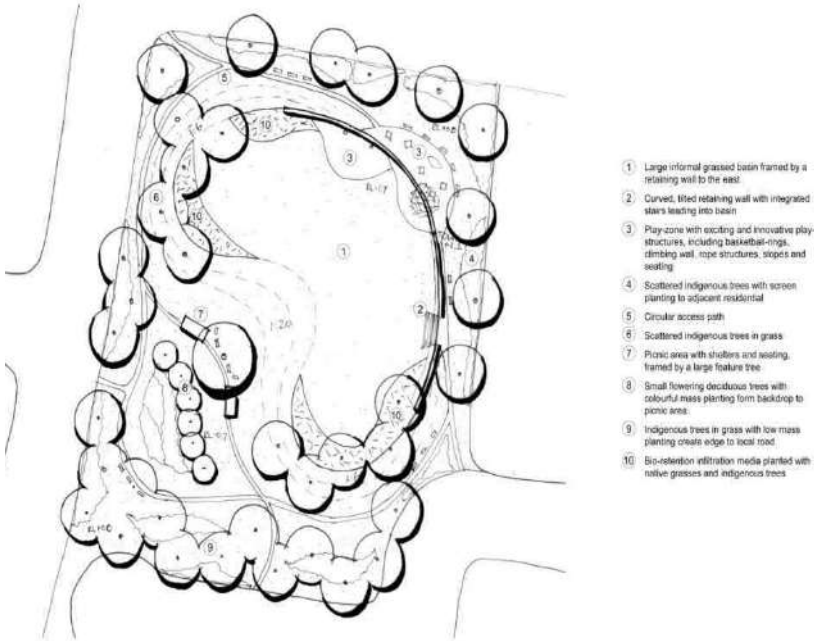 5
10
3
3
6
10
1
4
7
2
1:20
8
10
9
1 Large informal grassed basin framed by a
retaining wall to the east
2 Curved, tilted retaining wall with integrated
stairs leading into basin
3 Play-zone with exciting and innovative play-
structures, including basketball-rings,
climbing wall, rope structures, slopes and
seating
4 Scattered indigenous trees with screen
planting to adjacent residential
5 Circular access path
6 Scattered indigenous trees in grass
7 Picnic area with shelters and seating,
framed by a large feature tree
8 Small flowering deciduous trees with
colourful mass planting form backdrop to
picnic area
9 Indigenous trees in grass with low mass
planting create edge to local road
10 Bio-retention infiltration media planted with
native grasses and indigenous trees